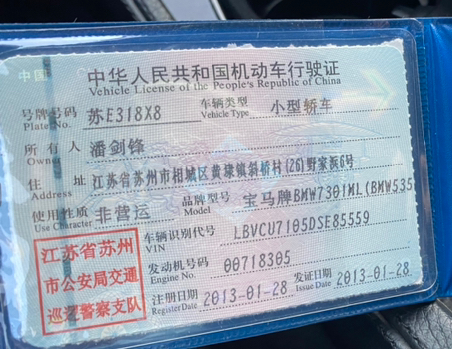 中华人民共和国机动车行驶证
Vehicle License of the People's Republic of China
号牌号码 苏E318X8 车辆类型 小型轿车
Plate No. Vehicle Type
所有人 潘剑锋
Owner
住址 江苏省苏州市相城区黄埭镇斜桥村(26)野家浜6号
Address
使用性质 非营运 品牌型号 宝马牌BMW7301ML(BMW535
Use Character Model
江苏省苏州
市公安局交通
巡逻警察支队
车辆识别代号 LBVCU7105DSE85559
VIN
发动机号码 00718305
Engine No.
注册日期 2013-01-28 发证日期 2013-01-28
Register Date Issue Date